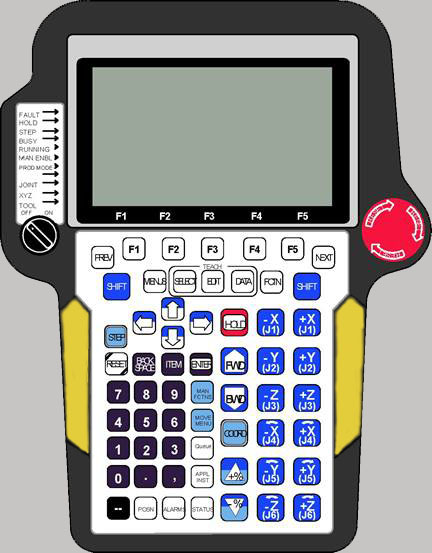 FAULT
HOLD
STEP
BUSY
RUNNING
MAN ENBL
PROD MODE
JOINT
XYZ
TOOL
OFF ON
F1 F2 F3 F4 F5
PREV F1 F2 F3 F4 F5 NEXT
TEACH
SHIFT MENUS SELECT EDIT DATA FCTN SHIFT
STEP HOLD -X (J1) +X (J1)
RESET BACK SPACE ITEM ENTER FWD -Y (J2) +Y (J2)
7 8 9 MAN FCTNS BWD -Z (J3) +Z (J3)
4 5 6 MOVE MENU COORD -X (J4) +X (J4)
1 2 3 Queue +% -Y (J5) +Y (J5)
0 . , APPL INST
-- POSN ALARMS STATUS -% -Z (J6) +Z (J6)